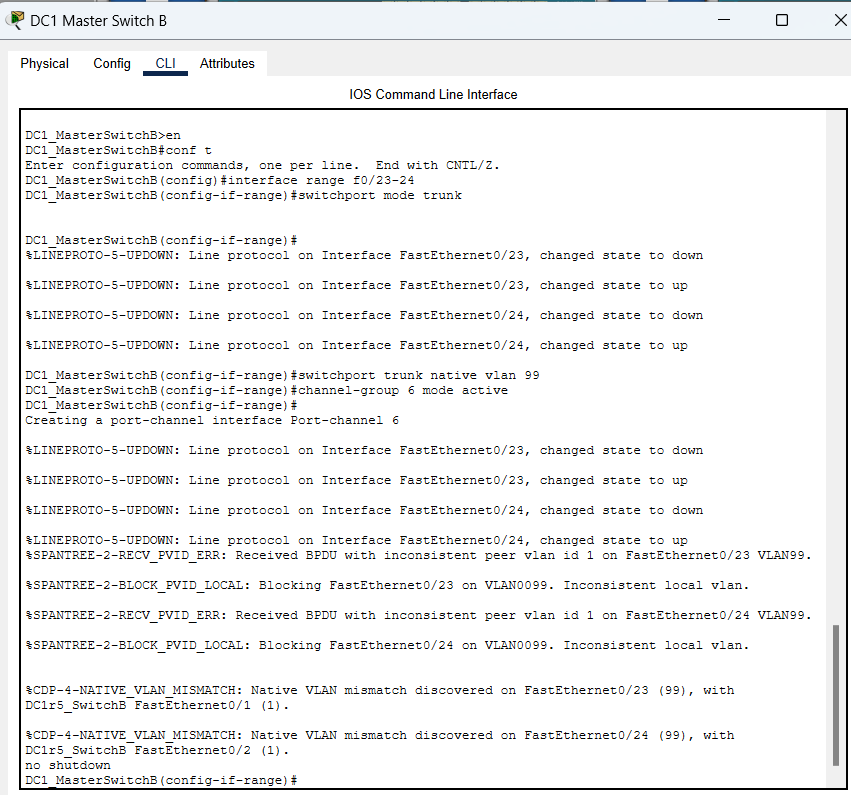 DC1 Master Switch B
Physical Config CLI Attributes
IOS Command Line Interface
DC1_MasterSwitchB>en
DC1_MasterSwitchB#conf t
Enter configuration commands, one per line.  End with CNTL/Z.
DC1_MasterSwitchB(config)#interface range f0/23-24
DC1_MasterSwitchB(config-if-range)#switchport mode trunk
DC1_MasterSwitchB(config-if-range)#
%LINEPROTO-5-UPDOWN: Line protocol on Interface FastEthernet0/23, changed state to down
%LINEPROTO-5-UPDOWN: Line protocol on Interface FastEthernet0/23, changed state to up
%LINEPROTO-5-UPDOWN: Line protocol on Interface FastEthernet0/24, changed state to down
%LINEPROTO-5-UPDOWN: Line protocol on Interface FastEthernet0/24, changed state to up
DC1_MasterSwitchB(config-if-range)#switchport trunk native vlan 99
DC1_MasterSwitchB(config-if-range)#channel-group 6 mode active
DC1_MasterSwitchB(config-if-range)#
Creating a port-channel interface Port-channel 6
%LINEPROTO-5-UPDOWN: Line protocol on Interface FastEthernet0/23, changed state to down
%LINEPROTO-5-UPDOWN: Line protocol on Interface FastEthernet0/23, changed state to up
%LINEPROTO-5-UPDOWN: Line protocol on Interface FastEthernet0/24, changed state to down
%LINEPROTO-5-UPDOWN: Line protocol on Interface FastEthernet0/24, changed state to up
%SPANTREE-2-RECV_PVID_ERR: Received BPDU with inconsistent peer vlan id 1 on FastEthernet0/23 VLAN99.
%SPANTREE-2-BLOCK_PVID_LOCAL: Blocking FastEthernet0/23 on VLAN0099. Inconsistent local vlan.
%SPANTREE-2-RECV_PVID_ERR: Received BPDU with inconsistent peer vlan id 1 on FastEthernet0/24 VLAN99.
%SPANTREE-2-BLOCK_PVID_LOCAL: Blocking FastEthernet0/24 on VLAN0099. Inconsistent local vlan.
%CDP-4-NATIVE_VLAN_MISMATCH: Native VLAN mismatch discovered on FastEthernet0/23 (99), with
DC1r5_SwitchB FastEthernet0/1 (1).
%CDP-4-NATIVE_VLAN_MISMATCH: Native VLAN mismatch discovered on FastEthernet0/24 (99), with
DC1r5_SwitchB FastEthernet0/2 (1).
no shutdown
DC1_MasterSwitchB(config-if-range)#